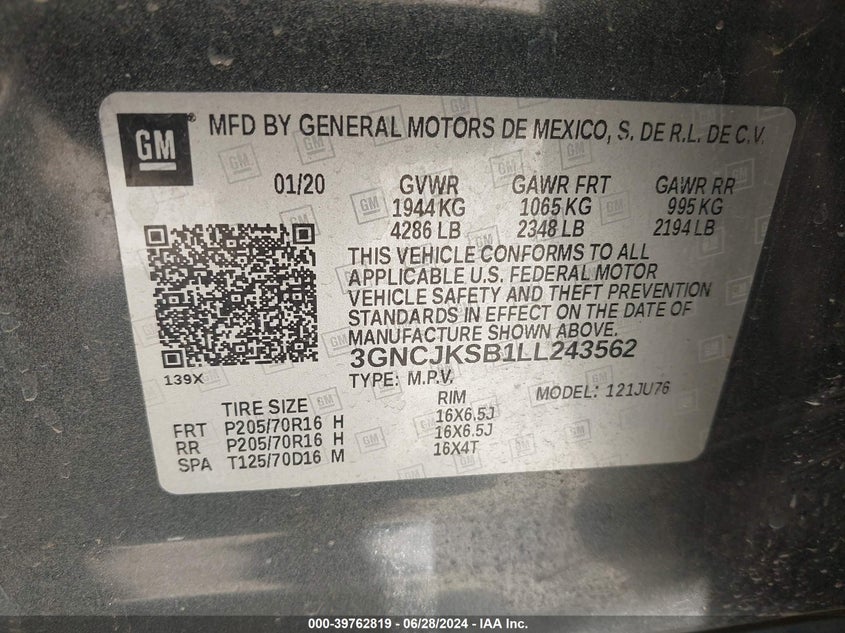 GM
MFD BY GENERAL MOTORS DE MEXICO, S. DE R.L. DE C.V.
01/20 GVWR GAWR FRT GAWR RR
1944 KG 1065 KG 995 KG
4286 LB 2348 LB 2194 LB
THIS VEHICLE CONFORMS TO ALL
APPLICABLE U.S. FEDERAL MOTOR
VEHICLE SAFETY AND THEFT PREVENTION
STANDARDS IN EFFECT ON THE DATE OF
MANUFACTURE SHOWN ABOVE.
3GNCJKSB1LL243562
139X
TYPE: M.P.V. MODEL: 121JU76
TIRE SIZE RIM
FRT P205/70R16 H 16X6.5J
RR P205/70R16 H 16X6.5J
SPA T125/70D16 M 16X4T
000-39762819 - 06/28/2024 - IAA Inc.